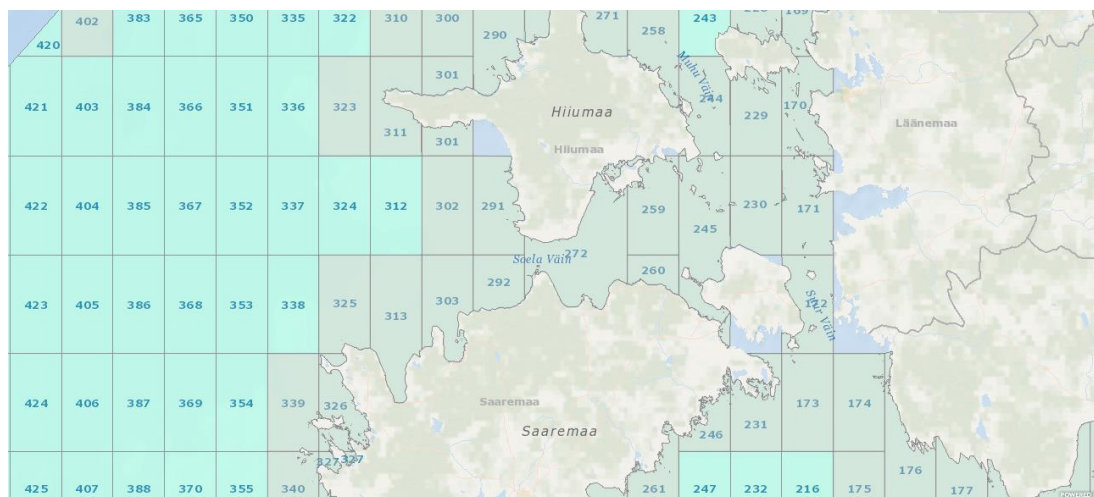 402 383 365 350 335 322 310 300 271 243
420 290 258
301 Muhu Väin
421 403 384 366 351 336 323 244 170
311 Hiiumaa 229 Läänemaa
301 Hiiumaa
422 404 385 367 352 337 324 312 302 291 259 230 171
245
Soela Väin 272
260
292
423 405 386 368 353 338 325 303
313 Suur Väin
424 406 387 369 354 339 326 Saaremaa 173 174
231
Saaremaa 246
327 327
176
425 407 388 370 355 340 261 247 232 216 175 177